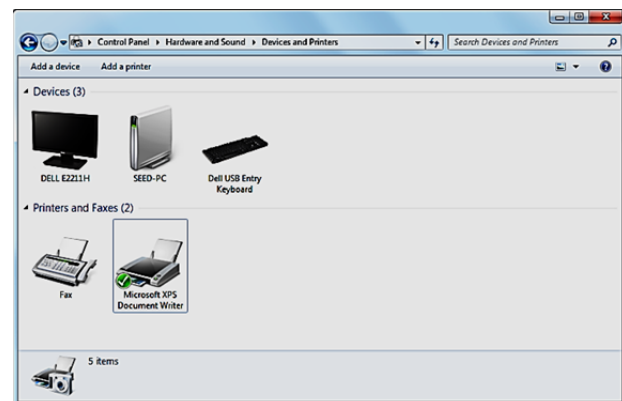 Control Panel Hardware and Sound Devices and Printers Search Devices and Printers
Add a device Add a printer
Devices (3)
DELL E2211H SEED-PC Dell USB Entry
Keyboard
Printers and Faxes (2)
Fax Microsoft XPS
Document Writer
5 items